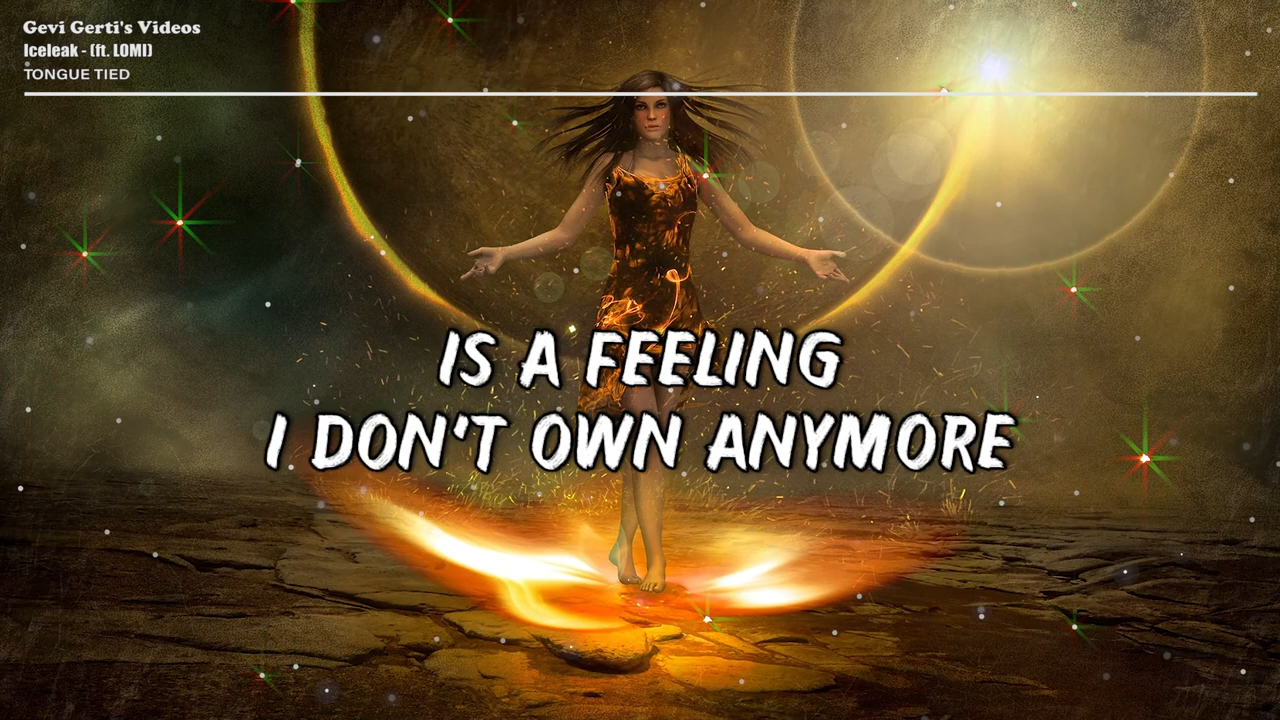 Gevi Gerti's Videos
Iceleak - (ft. LOMI)
TONGUE TIED
IS A FEELING
I DON'T OWN ANYMORE